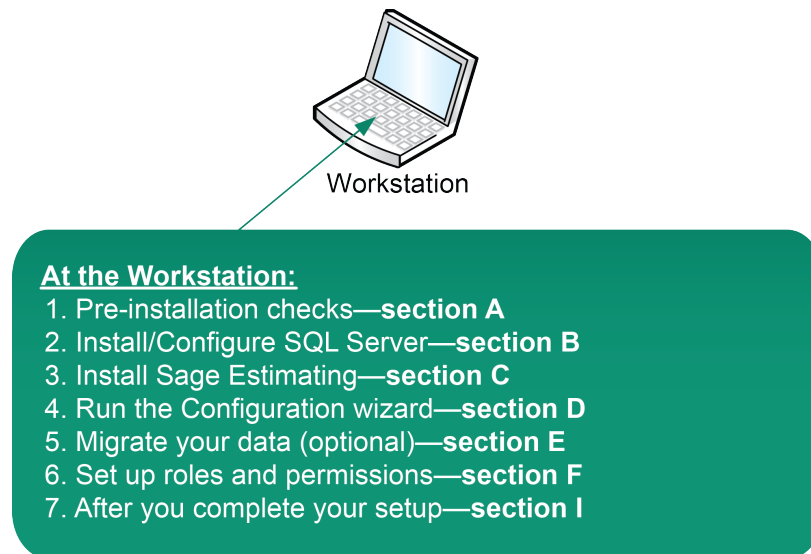 Workstation
At the Workstation:
1. Pre-installation checks—section A
2. Install/Configure SQL Server—section B
3. Install Sage Estimating—section C
4. Run the Configuration wizard—section D
5. Migrate your data (optional)—section E
6. Set up roles and permissions—section F
7. After you complete your setup—section I